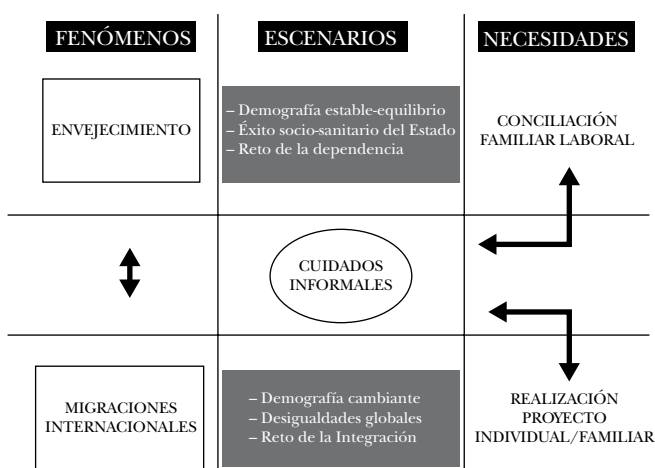 FENÓMENOS
ESCENARIOS
NECESIDADES
ENVEJECIMIENTO
– Demografía estable-equilibrio
– Éxito socio-sanitario del Estado
– Reto de la dependencia
CONCILIACIÓN
FAMILIAR LABORAL
CUIDADOS
INFORMALES
MIGRACIONES
INTERNACIONALES
– Demografía cambiante
– Desigualdades globales
– Reto de la Integración
REALIZACIÓN
PROYECTO
INDIVIDUAL/FAMILIAR